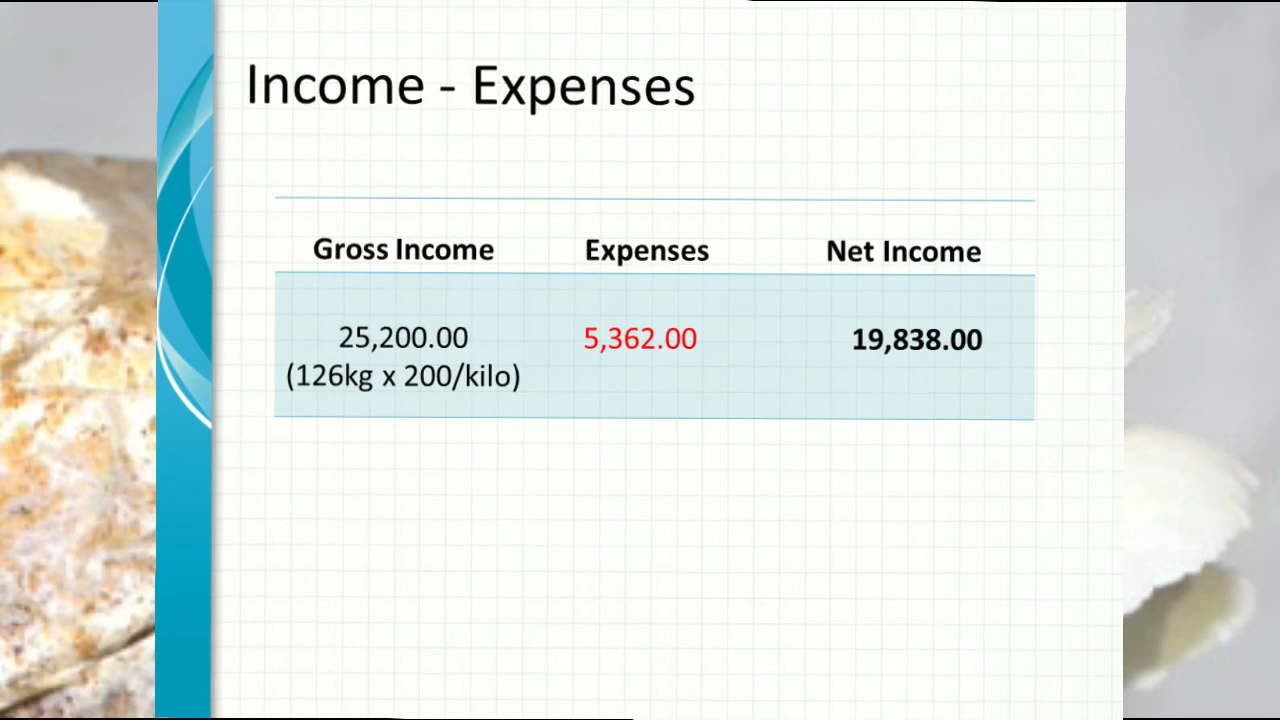 Income - Expenses
Gross Income Expenses Net Income
25,200.00 5,362.00 19,838.00
(126kg x 200/kilo)